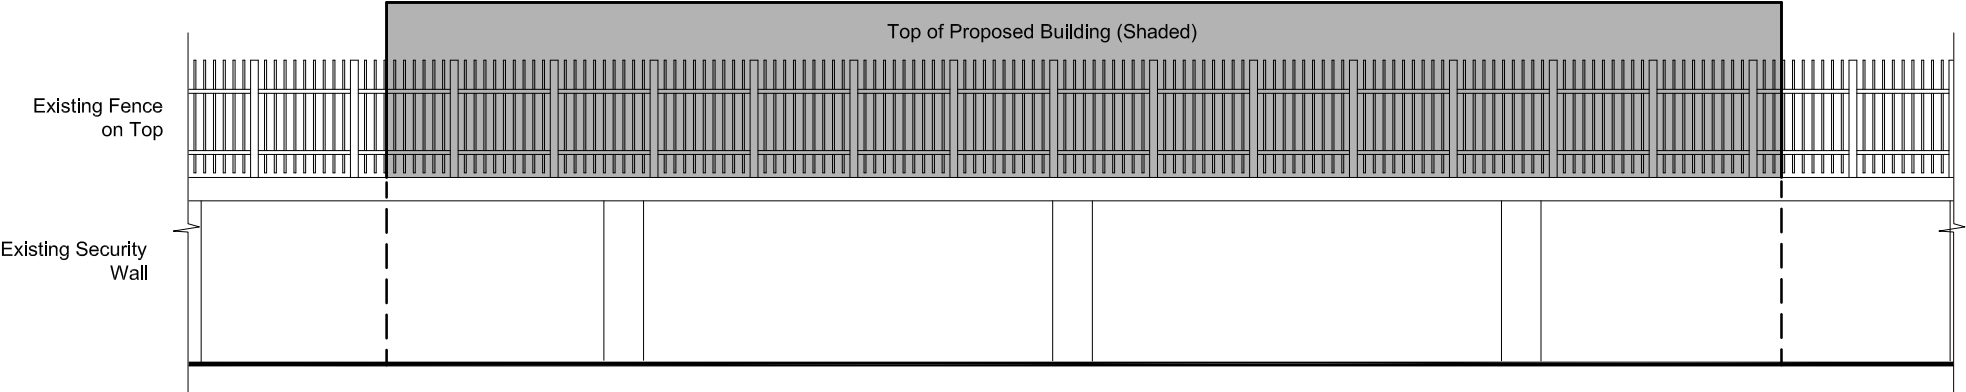 Top of Proposed Building (Shaded)
Existing Fence
on Top
Existing Security
Wall